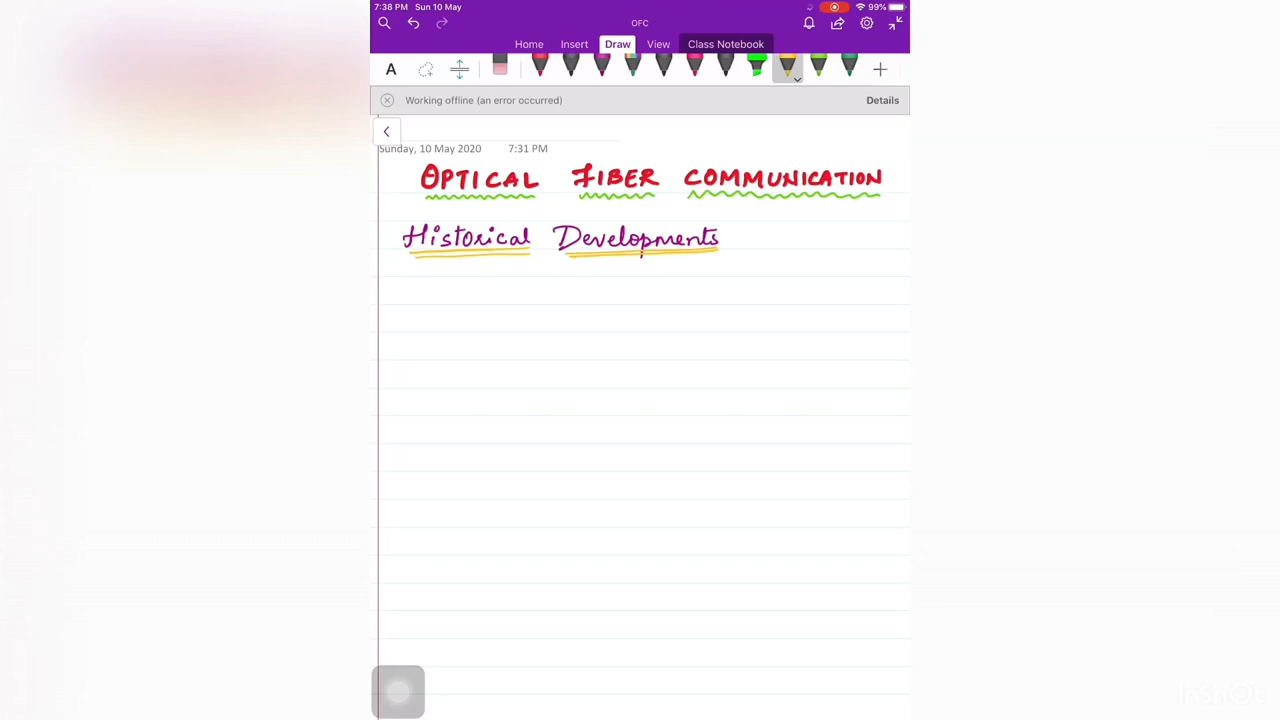 7:38 PM Sun 10 May 99%
OFC
Home Insert Draw View Class Notebook
A
Working offline (an error occurred) Details
Sunday, 10 May 2020 7:31 PM
OPTICAL FIBER COMMUNICATION
Historical Developments
InShOt